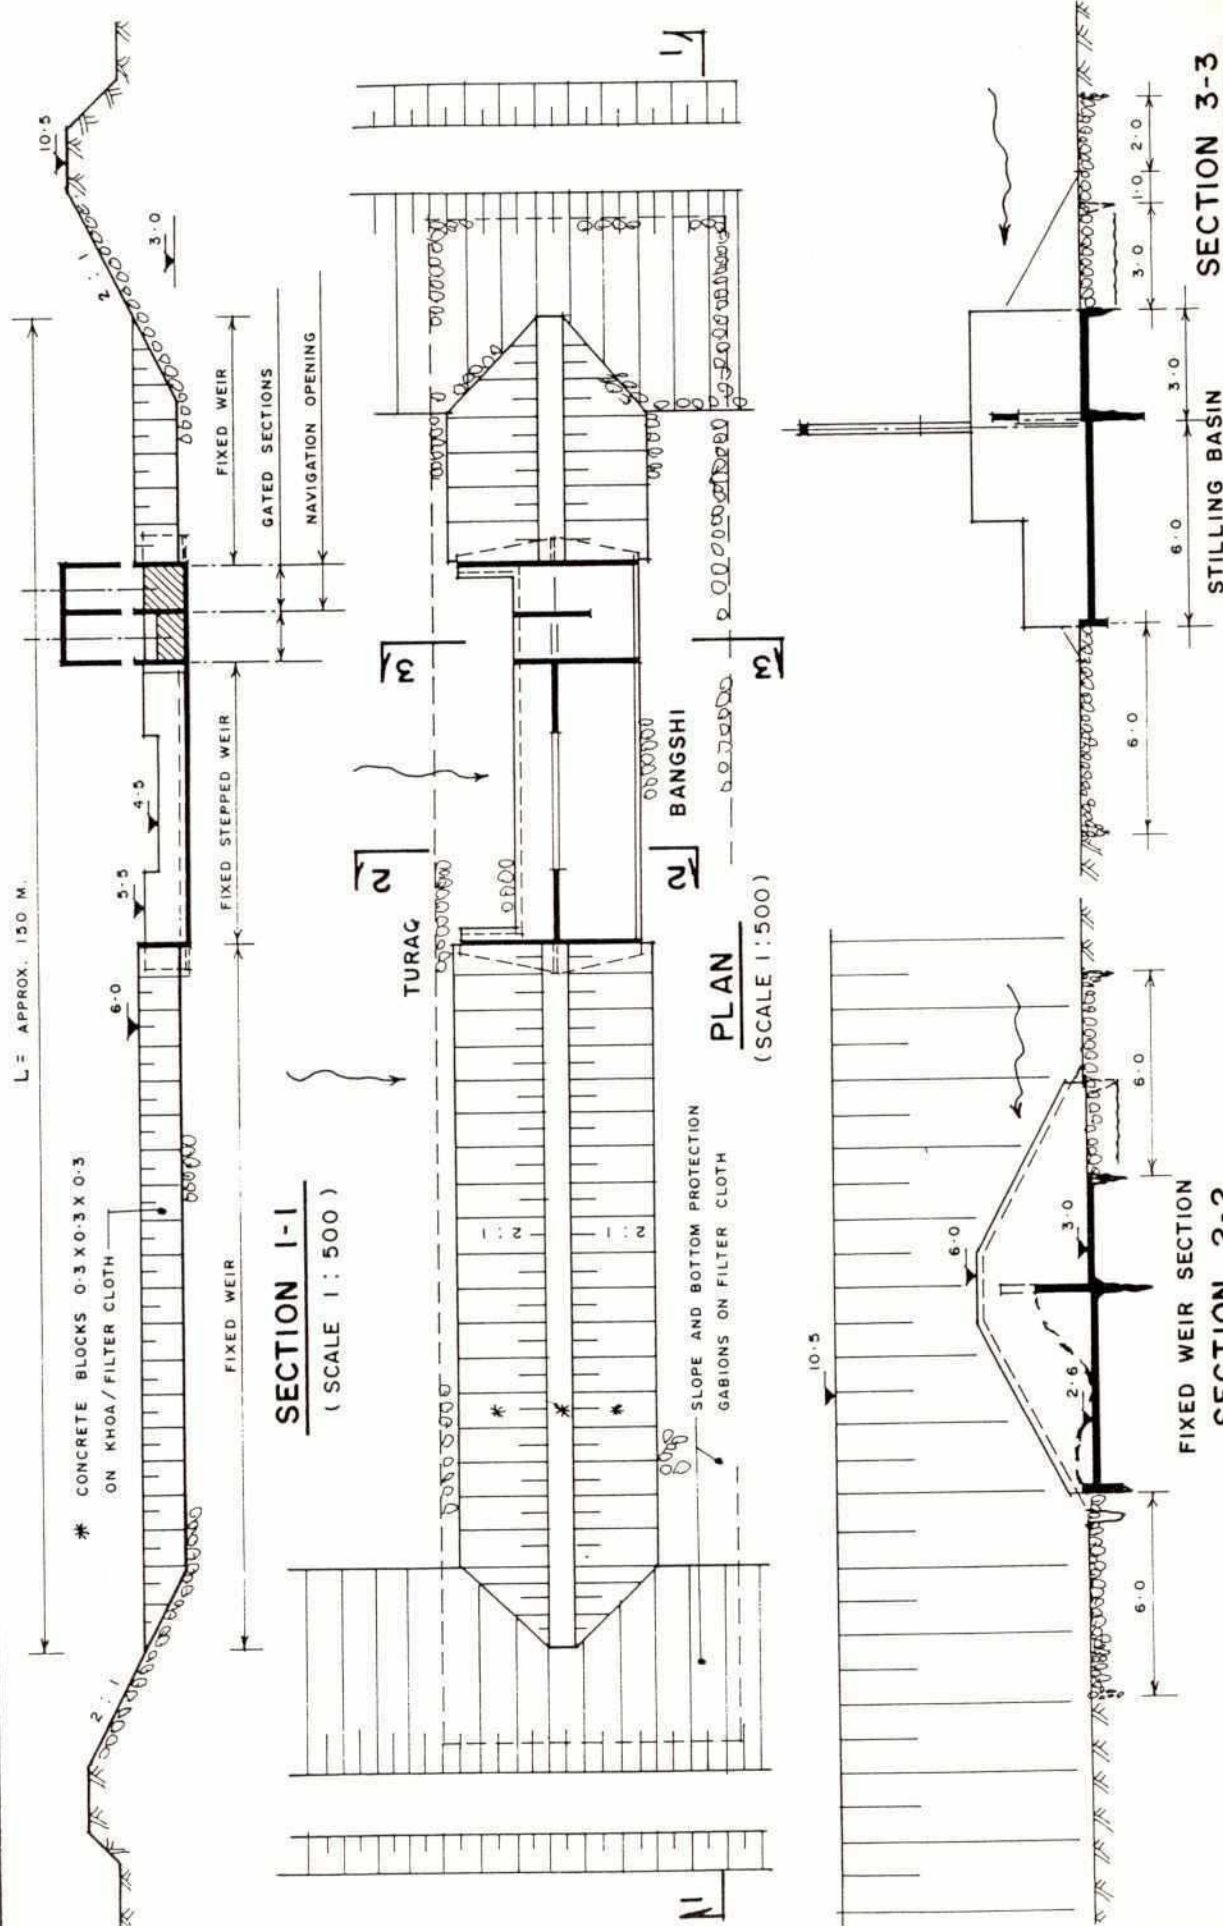 L = APPROX. 150 M.
10.5
2 : 1
2 : 1
3.0
6.0
5.5
4.5
* CONCRETE BLOCKS 0.3 X 0.3 X 0.3
ON KHOA / FILTER CLOTH
FIXED WEIR
FIXED STEPPED WEIR
FIXED WEIR
GATED SECTIONS
NAVIGATION OPENING
SECTION 1-1
(SCALE 1 : 500)
TURAG
2
3
1
1
2 : 1
2 : 1
*
*
*
2
3
BANGSHI
SLOPE AND BOTTOM PROTECTION
GABIONS ON FILTER CLOTH
PLAN
(SCALE 1 : 500)
10.5
6.0
2.6
3.0
6.0
6.0
FIXED WEIR SECTION
SECTION 2-2
6.0
6.0
3.0
3.0
1.0
2.0
STILLING BASIN
SECTION 3-3